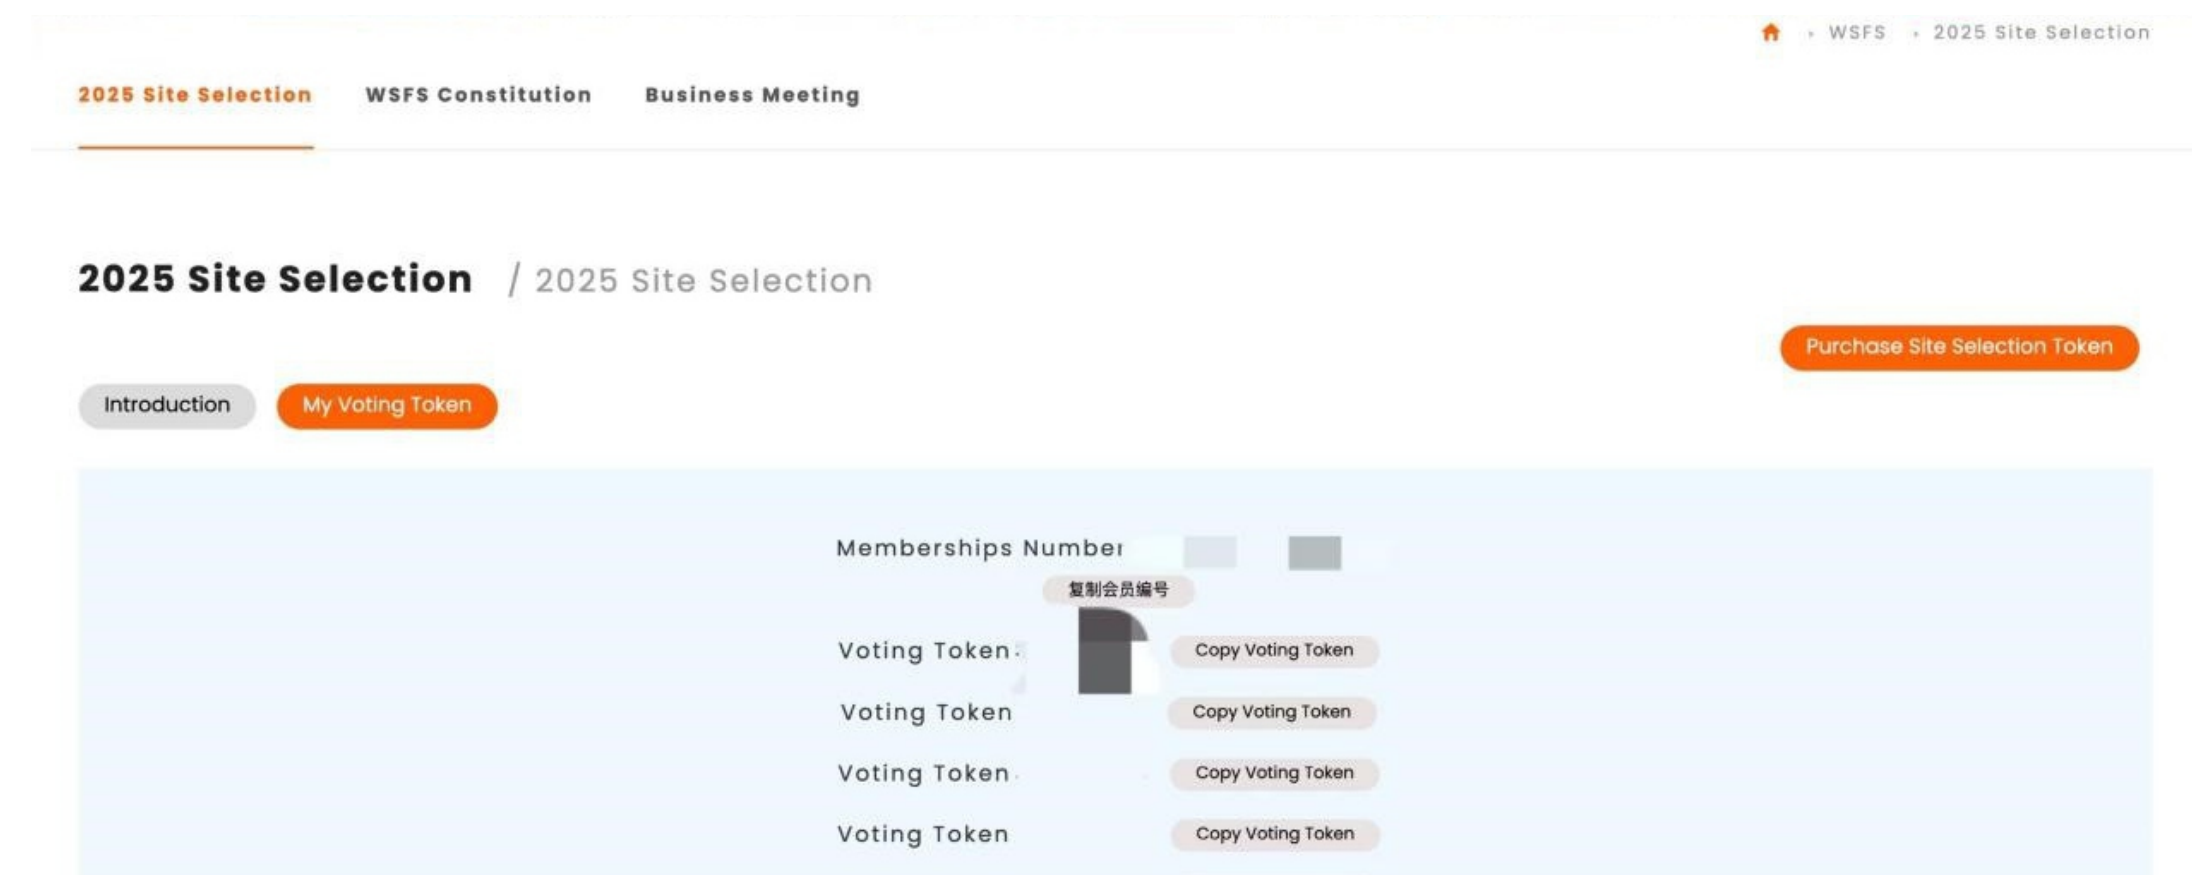 WSFS 2025 Site Selection
2025 Site Selection WSFS Constitution Business Meeting
2025 Site Selection / 2025 Site Selection
Purchase Site Selection Token
Introduction My Voting Token
Memberships Number
复制会员编号
Voting Token: Copy Voting Token
Voting Token Copy Voting Token
Voting Token Copy Voting Token
Voting Token Copy Voting Token